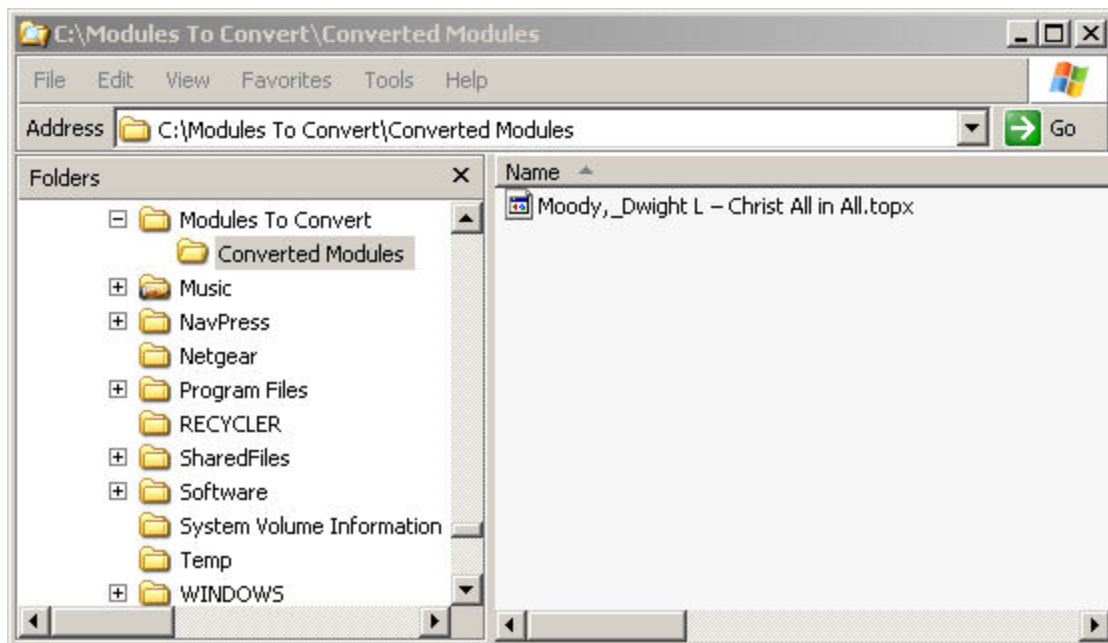 C:\Modules To Convert\Converted Modules
File Edit View Favorites Tools Help
Address C:\Modules To Convert\Converted Modules Go
Folders
Modules To Convert
Converted Modules
Music
NavPress
Netgear
Program Files
RECYCLER
SharedFiles
Software
System Volume Information
Temp
WINDOWS
Name
Moody,_Dwight L – Christ All in All.topx